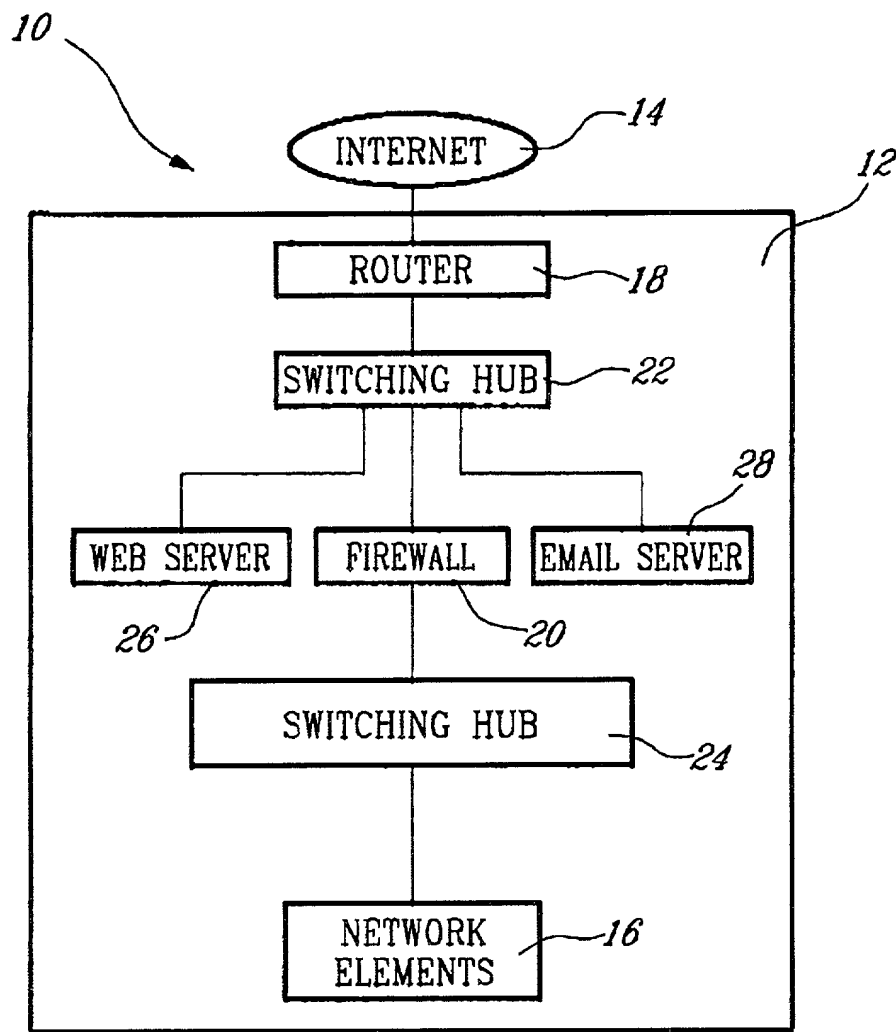 10
INTERNET
14
12
ROUTER
18
SWITCHING HUB
22
28
WEB SERVER
FIREWALL
EMAIL SERVER
26
20
SWITCHING HUB
24
NETWORK
ELEMENTS
16